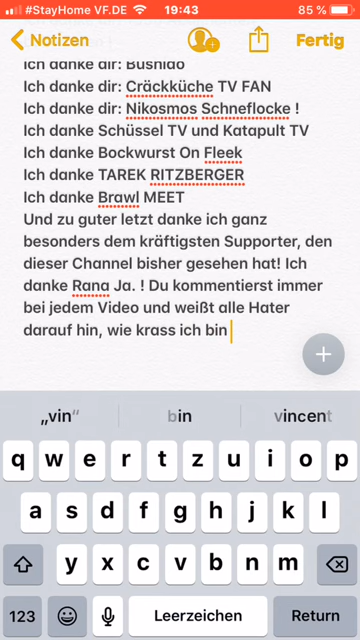 #StayHome VF.DE 19:43 85 %
Notizen Fertig
Ich danke dir: Bushido
Ich danke dir: Cräckküche TV FAN
Ich danke dir: Nikosmos Schneflocke !
Ich danke Schüssel TV und Katapult TV
Ich danke Bockwurst On Fleek
Ich danke TAREK RITZBERGER
Ich danke Brawl MEET
Und zu guter letzt danke ich ganz
besonders dem kräftigsten Supporter, den
dieser Channel bisher gesehen hat! Ich
danke Rana Ja. ! Du kommentierst immer
bei jedem Video und weißt alle Hater
darauf hin, wie krass ich bin
„vin“ bin vincent
q w e r t z u i o p
a s d f g h j k l
y x c v b n m
123 Leerzeichen Return